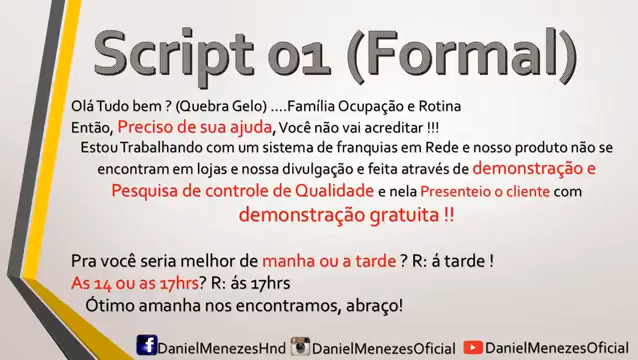 Script 01 (Formal)
Olá Tudo bem ? (Quebra Gelo) ....Família Ocupação e Rotina
Então, Preciso de sua ajuda, Você não vai acreditar !!!
Estou Trabalhando com um sistema de franquias em Rede e nosso produto não se
encontram em lojas e nossa divulgação e feita através de demonstração e
Pesquisa de controle de Qualidade e nela Presenteio o cliente com
demonstração gratuita !!
Pra você seria melhor de manha ou a tarde ? R: á tarde !
As 14 ou as 17hrs? R: ás 17hrs
Ótimo amanha nos encontramos, abraço!
DanielMenezesHnd DanielMenezesOficial DanielMenezesOficial